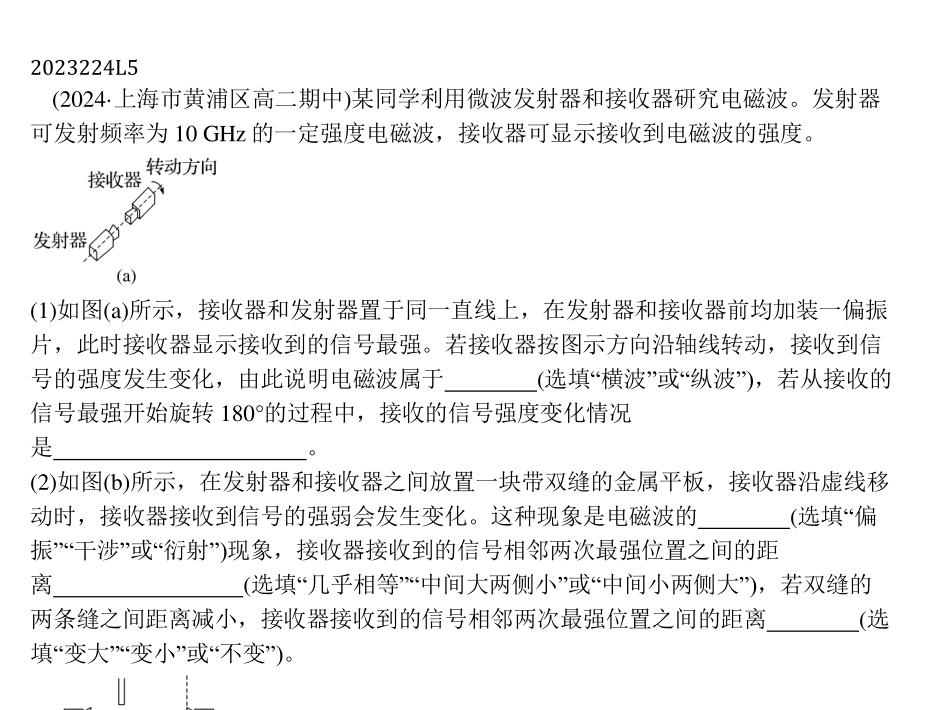 2023224L5
(2024·上海市黄浦区高二期中)某同学利用微波发射器和接收器研究电磁波。发射器
可发射频率为 10 GHz 的一定强度电磁波，接收器可显示接收到电磁波的强度。
转动方向
接收器
发射器
(a)
(1)如图(a)所示，接收器和发射器置于同一直线上，在发射器和接收器前均加装一偏振
片，此时接收器显示接收到的信号最强。若接收器按图示方向沿轴线转动，接收到信
号的强度发生变化，由此说明电磁波属于________(选填“横波”或“纵波”)，若从接收的
信号最强开始旋转 180°的过程中，接收的信号强度变化情况
是______________________。
(2)如图(b)所示，在发射器和接收器之间放置一块带双缝的金属平板，接收器沿虚线移
动时，接收器接收到信号的强弱会发生变化。这种现象是电磁波的________(选填“偏
振”“干涉”或“衍射”)现象，接收器接收到的信号相邻两次最强位置之间的距
离________________(选填“几乎相等”“中间大两侧小”或“中间小两侧大”)，若双缝的
两条缝之间距离减小，接收器接收到的信号相邻两次最强位置之间的距离________(选
填“变大”“变小”或“不变”)。